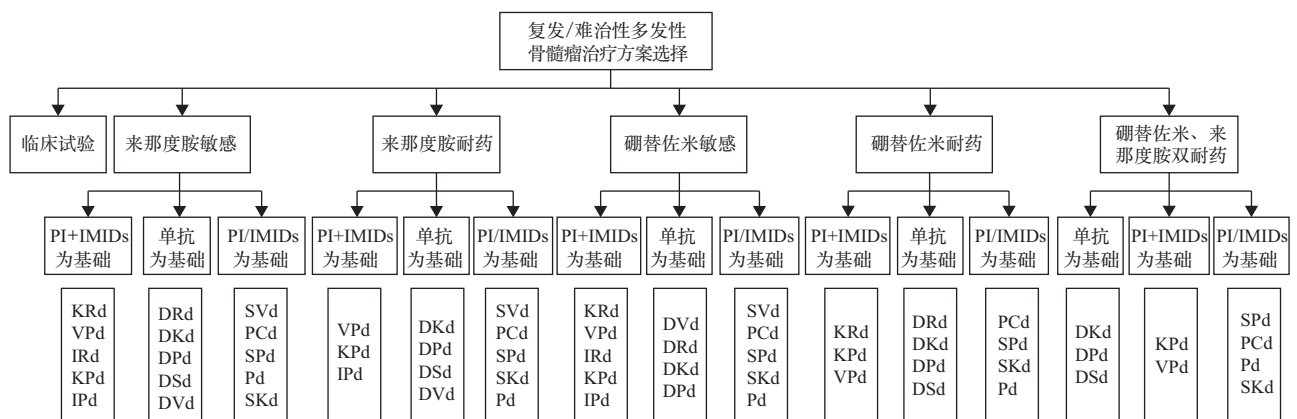 复发/难治性多发性
骨髓瘤治疗方案选择
临床试验
来那度胺敏感
来那度胺耐药
硼替佐米敏感
硼替佐米耐药
硼替佐米、来
那度胺双耐药
PI+IMIDs
为基础
单抗
为基础
PI/IMIDs
为基础
PI+IMIDs
为基础
单抗
为基础
PI/IMIDs
为基础
PI+IMIDs
为基础
单抗
为基础
PI/IMIDs
为基础
PI+IMIDs
为基础
单抗
为基础
PI/IMIDs
为基础
单抗
为基础
PI+IMIDs
为基础
PI/IMIDs
为基础
KRd
VPd
IRd
KPd
IPd
DRd
DKd
DPd
DSd
DVd
SVd
PCd
SPd
Pd
SKd
VPd
KPd
IPd
DKd
DPd
DSd
DVd
SVd
PCd
SPd
SKd
Pd
KRd
VPd
IRd
KPd
IPd
DVd
DRd
DKd
DPd
SVd
PCd
SPd
SKd
Pd
KRd
KPd
VPd
DRd
DKd
DPd
DSd
PCd
SPd
SKd
Pd
DKd
DPd
DSd
KPd
VPd
SPd
PCd
Pd
SKd